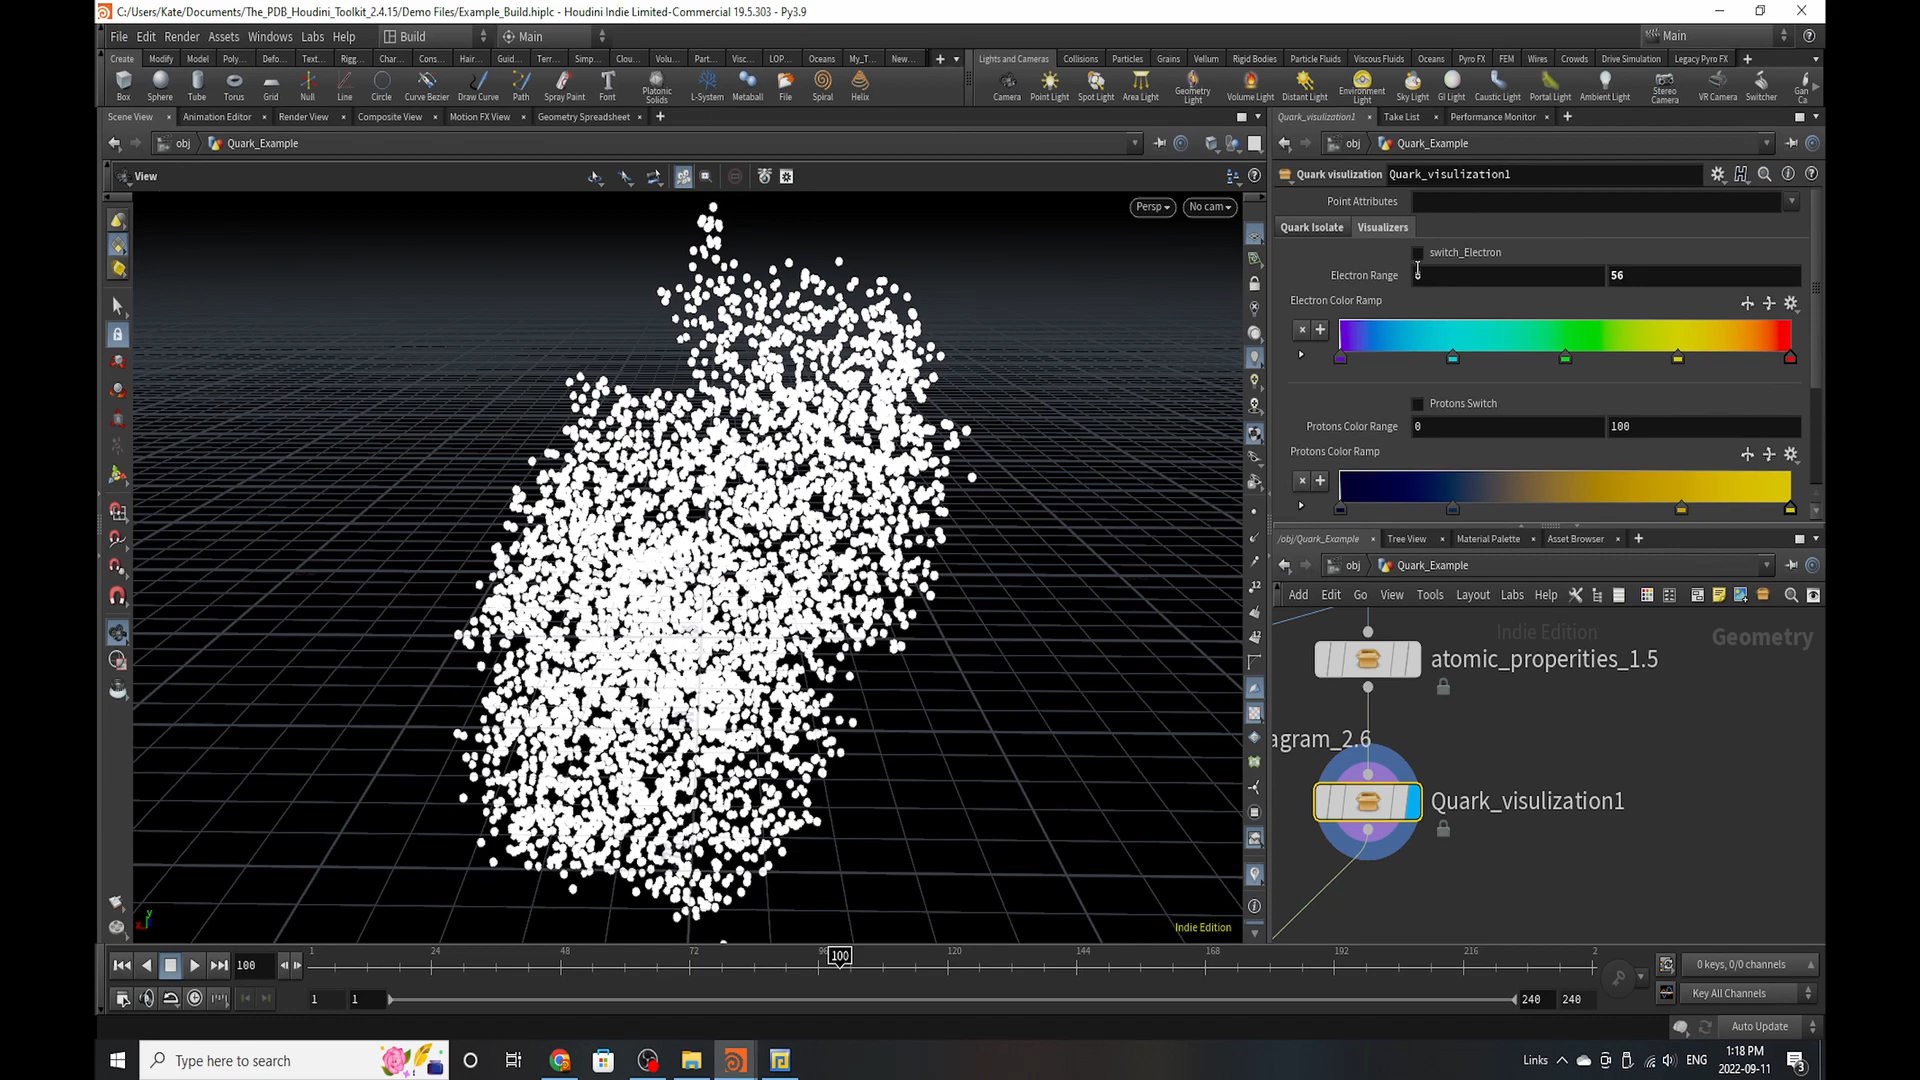 C:/Users/Kate/Documents/The_PDB_Houdini_Toolkit_2.4.15/Demo Files/Example_Build.hiplc - Houdini Indie Limited-Commercial 19.5.303 - Py3.9
File Edit Render Assets Windows Labs Help Build Main Main
Create Modify Model Poly... Defo... Text... Rigg... Char... Cons... Hair... Guid... Terr... Simp... Clou... Volu... Part... Visc... LOP... Oceans My_T... New... Lights and Cameras Collisions Particles Grains Vellum Rigid Bodies Particle Fluids Viscous Fluids Oceans Pyro FX FEM Wires Crowds Drive Simulation Legacy Pyro FX
Box Sphere Tube Torus Grid Null Line Circle Curve Bezier Draw Curve Path Spray Paint Font Platonic Solids L-System Metaball File Spiral Helix Camera Point Light Spot Light Area Light Geometry Light Volume Light Distant Light Environment Light Sky Light GI Light Caustic Light Portal Light Ambient Light Stereo Camera VR Camera Switcher Gan Ca
Scene View Animation Editor Render View Composite View Motion FX View Geometry Spreadsheet Quark_visulization1 Take List Performance Monitor
obj Quark_Example obj Quark_Example
View
Quark visulization Quark_visulization1
Persp No cam
Point Attributes
Quark Isolate Visualizers
switch_Electron
Electron Range 56
Electron Color Ramp
Protons Switch
Protons Color Range 0 100
Protons Color Ramp
/obj/Quark_Example Tree View Material Palette Asset Browser
obj Quark_Example
Add Edit Go View Tools Layout Labs Help
Indie Edition Geometry
atomic_properities_1.5
agram_2.6
Quark_visulization1
Indie Edition
100 1 24 48 72 9 100 120 144 168 192 216 2
0 keys, 0/0 channels
1 1 240 240 Key All Channels
Auto Update
Type here to search
Links ENG 1:18 PM
2022-09-11 3